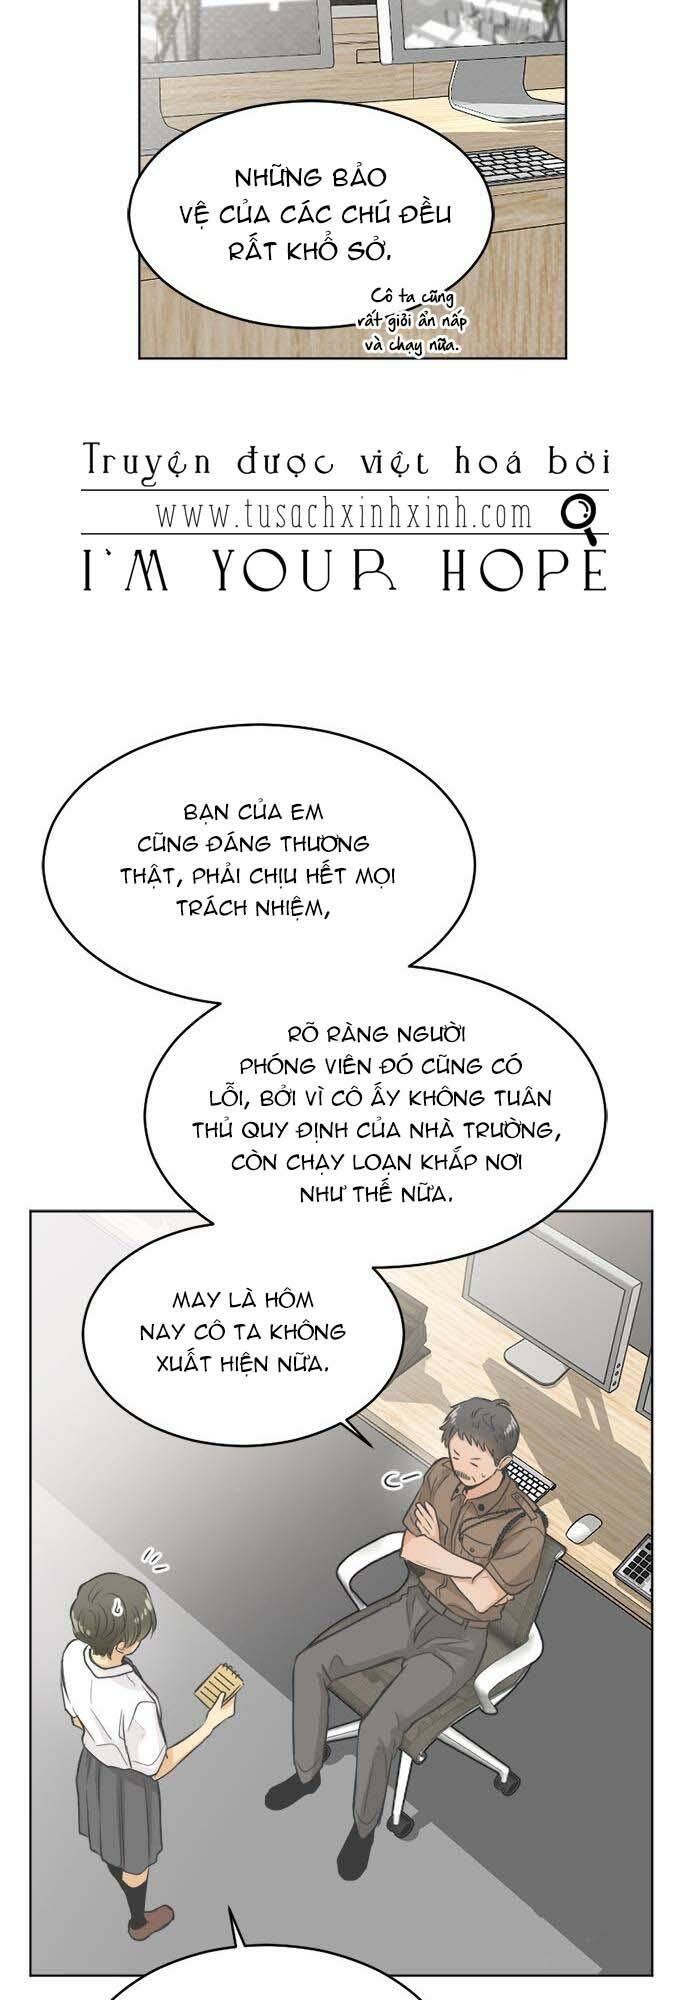 NHỮNG BẢO
VỆ CỦA CÁC CHÚ ĐỀU
RẤT KHỔ SỞ.
Cô ta cũng
rất giỏi ẩn nấp
và chạy nữa.
Truyện được việt hoá bởi
www.tusachxinhxinh.com
I'M YOUR HOPE
BẠN CỦA EM
CŨNG ĐÁNG THƯƠNG
THẬT, PHẢI CHỊU HẾT MỌI
TRÁCH NHIỆM,
RÕ RÀNG NGƯỜI
PHÓNG VIÊN ĐÓ CŨNG CÓ
LỖI, BỞI VÌ CÔ ẤY KHÔNG TUÂN
THỦ QUY ĐỊNH CỦA NHÀ TRƯỜNG,
CÒN CHẠY LOẠN KHẮP NƠI
NHƯ THẾ NỮA.
MAY LÀ HÔM
NAY CÔ TA KHÔNG
XUẤT HIỆN NỮA.